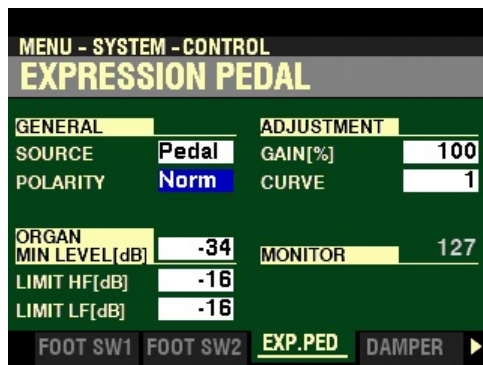 MENU - SYSTEM - CONTROL
EXPRESSION PEDAL
GENERAL
SOURCE Pedal
POLARITY Norm
ADJUSTMENT
GAIN[%] 100
CURVE 1
ORGAN
MIN LEVEL[dB] -34
LIMIT HF[dB] -16
LIMIT LF[dB] -16
MONITOR 127
FOOT SW1 FOOT SW2 EXP.PED DAMPER